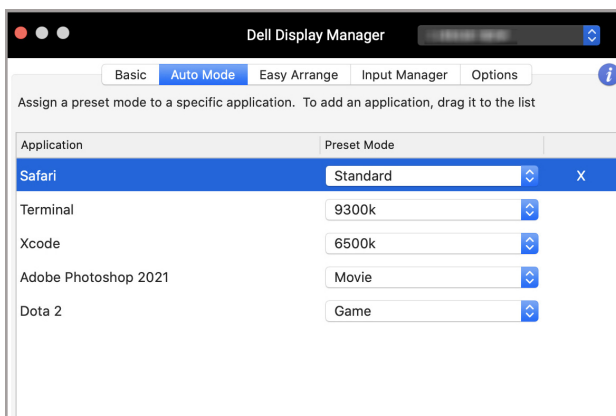 Dell Display Manager
Basic Auto Mode Easy Arrange Input Manager Options i
Assign a preset mode to a specific application. To add an application, drag it to the list
Application Preset Mode
Safari Standard X
Terminal 9300k
Xcode 6500k
Adobe Photoshop 2021 Movie
Dota 2 Game